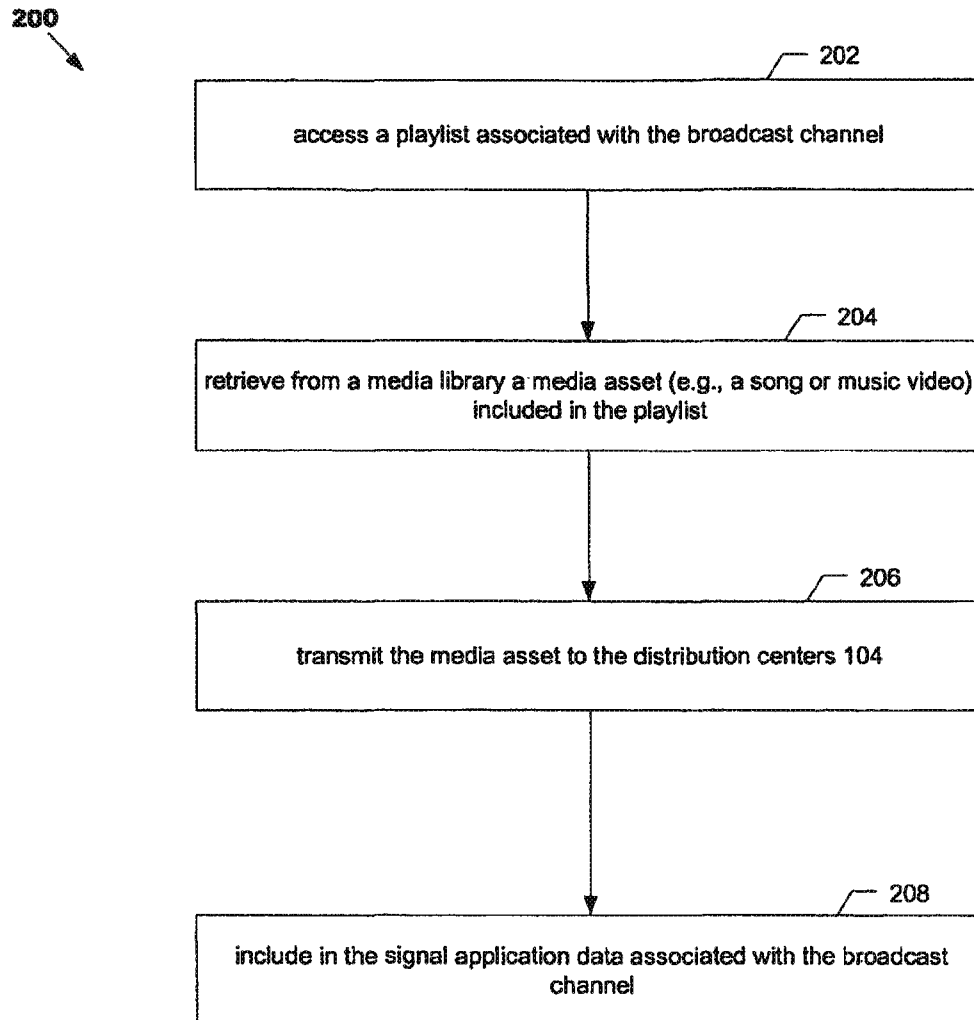 200
202
access a playlist associated with the broadcast channel
204
retrieve from a media library a media asset (e.g., a song or music video)
included in the playlist
206
transmit the media asset to the distribution centers 104
208
include in the signal application data associated with the broadcast
channel